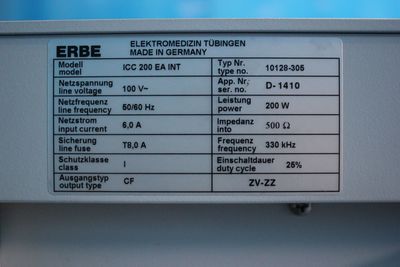 ERBE
ELEKTROMEDIZIN TÜBINGEN
MADE IN GERMANY
Modell
model
ICC 200 EA INT
Typ Nr.
type no.
10128-305
Netzspannung
line voltage
100 V~
App. Nr.
ser. no.
D-1410
Netzfrequenz
line frequency
50/60 Hz
Leistung
power
200 W
Netzstrom
input current
6,0 A
Impedanz
into
500 Ω
Sicherung
line fuse
T8,0 A
Frequenz
frequency
330 kHz
Schutzklasse
class
I
Einschaltdauer
duty cycle
25%
Ausgangstyp
output type
CF
ZV-ZZ